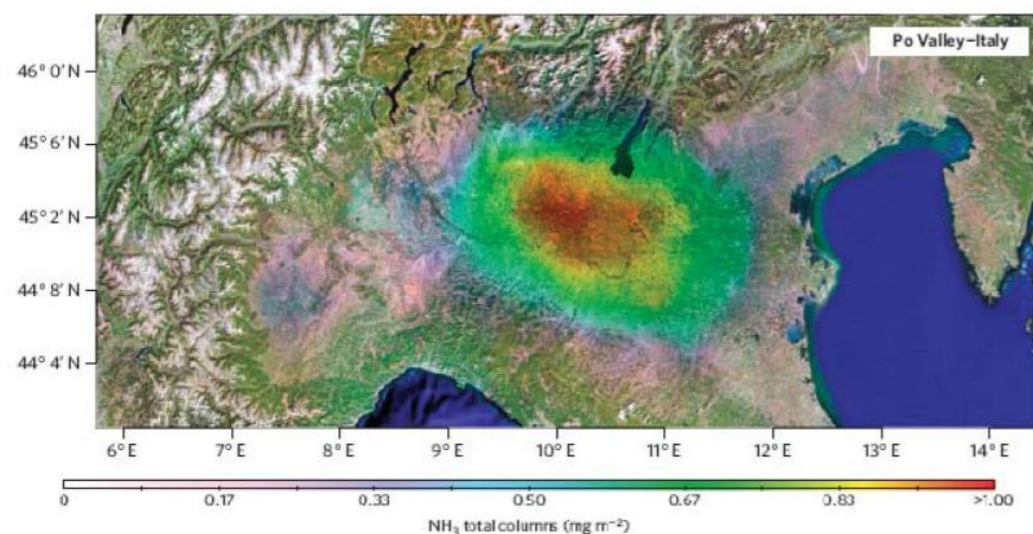 Po Valley–Italy
46° 0′ N
45° 6′ N
45° 2′ N
44° 8′ N
44° 4′ N
6° E 7° E 8° E 9° E 10° E 11° E 12° E 13° E 14° E
0 0.17 0.33 0.50 0.67 0.83 >1.00
NH₃ total columns (mg m⁻²)